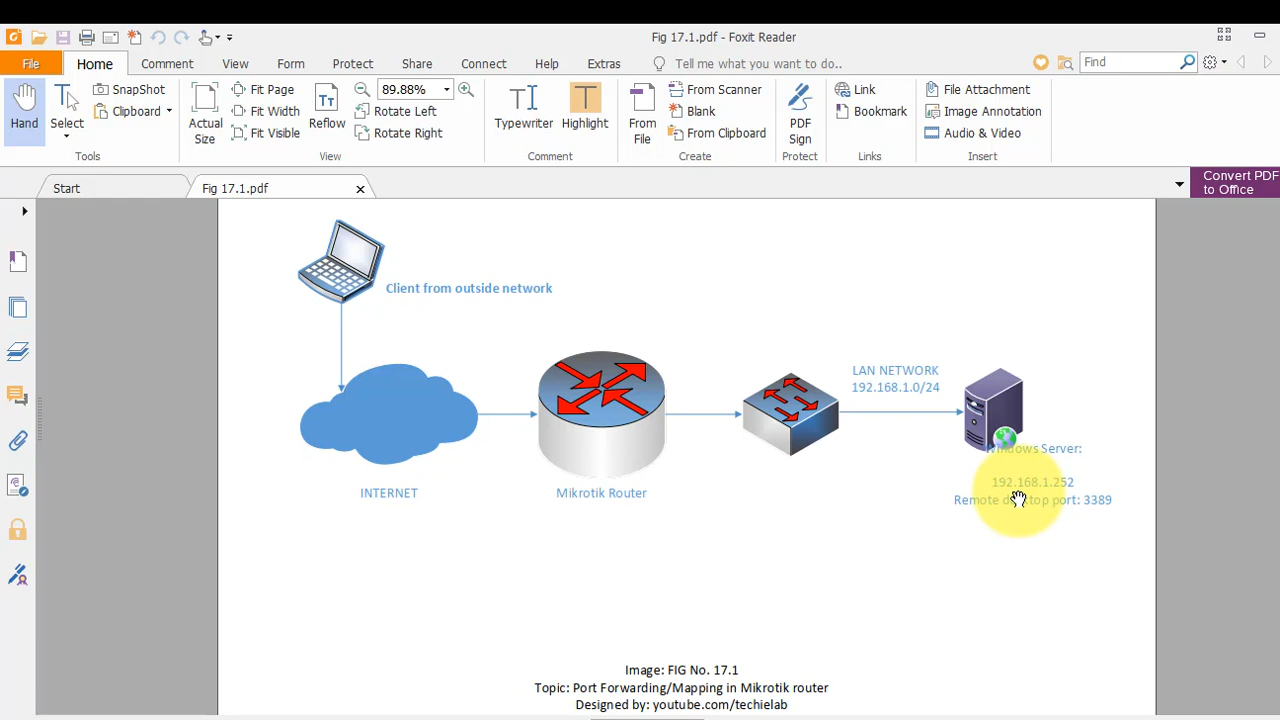 Fig 17.1.pdf - Foxit Reader
File Home Comment View Form Protect Share Connect Help Extras Tell me what you want to do.. Find
Hand
Select
SnapShot
Clipboard
Tools
Actual Size
Fit Page
Fit Width
Fit Visible
Reflow
89.88%
Rotate Left
Rotate Right
View
Typewriter
Highlight
Comment
From File
From Scanner
Blank
From Clipboard
Create
PDF Sign
Protect
Link
Bookmark
Links
File Attachment
Image Annotation
Audio & Video
Insert
Start
Fig 17.1.pdf
Convert PDF
to Office
Client from outside network
LAN NETWORK
192.168.1.0/24
INTERNET
Mikrotik Router
Windows Server:
192.168.1.252
Remote desktop port: 3389
Image: FIG No. 17.1
Topic: Port Forwarding/Mapping in Mikrotik router
Designed by: youtube.com/techielab